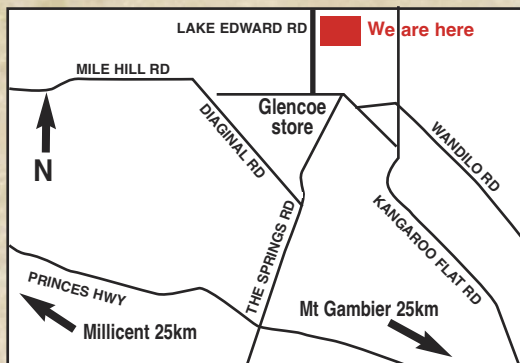 LAKE EDWARD RD
We are here
MILE HILL RD
Glencoe
store
DIAGINAL RD
N
WANDILO RD
KANGAROO FLAT RD
THE SPRINGS RD
PRINCES HWY
Mt Gambier 25km
Millicent 25km